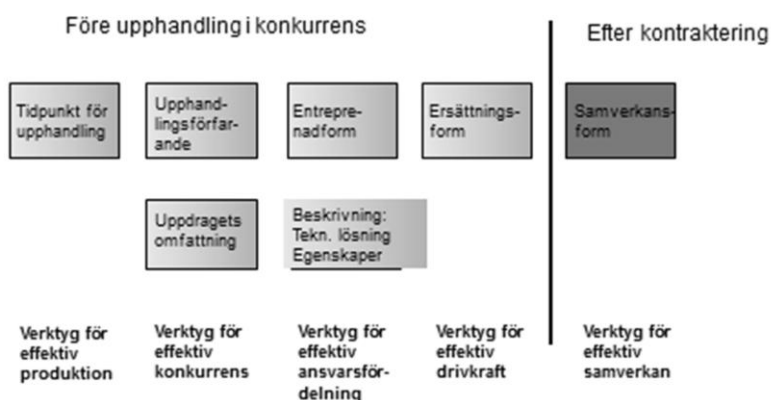 Före upphandling i konkurrens
Efter kontraktering
Tidpunkt för
upphandling
Upphand-
lingsförfar-
ande
Entrepre-
nadform
Ersättnings-
form
Samverkans-
form
Uppdragets
omfattning
Beskrivning:
Tekn. lösning
Egenskaper
Verktyg för
effektiv
produktion
Verktyg för
effektiv
konkurrens
Verktyg för
effektiv
ansvarsför-
delning
Verktyg för
effektiv
drivkraft
Verktyg för
effektiv
samverkan